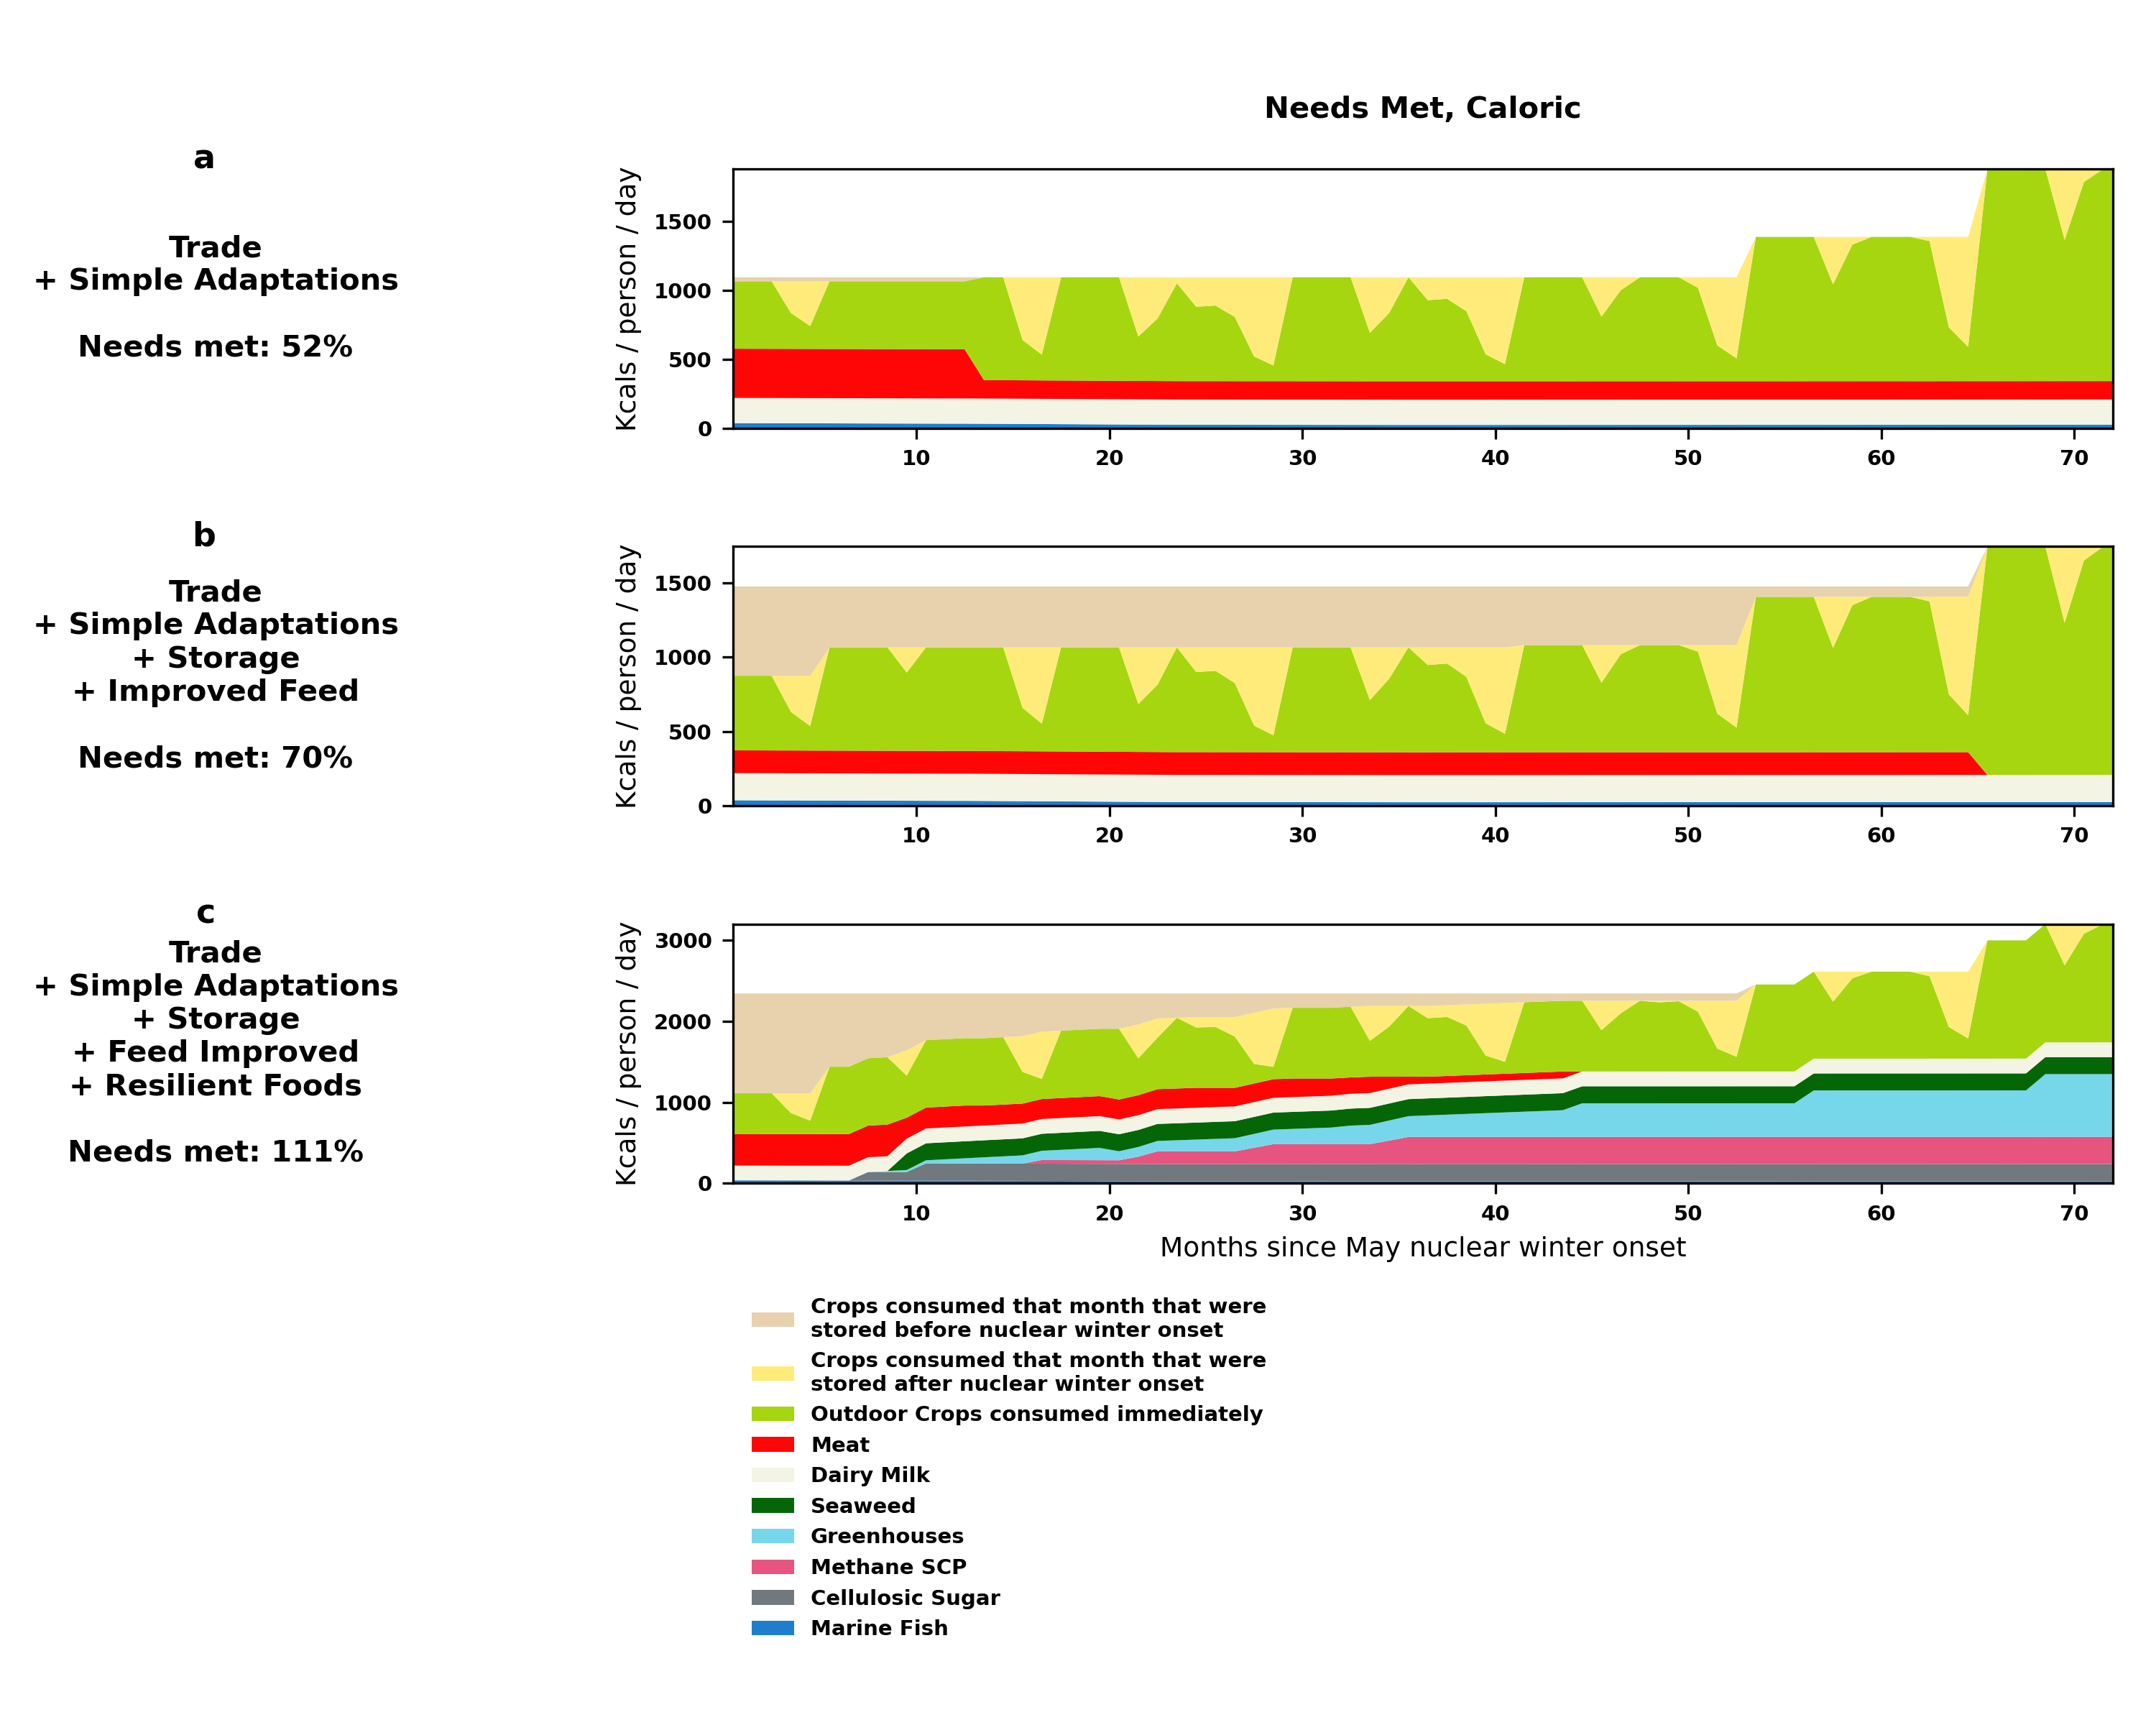 Needs Met, Caloric
a
Trade
+ Simple Adaptations
Needs met: 52%
Kcals / person / day
1500
1000
500
0
10 20 30 40 50 60 70
b
Trade
+ Simple Adaptations
+ Storage
+ Improved Feed
Needs met: 70%
Kcals / person / day
1500
1000
500
0
10 20 30 40 50 60 70
c
Trade
+ Simple Adaptations
+ Storage
+ Feed Improved
+ Resilient Foods
Needs met: 111%
Kcals / person / day
3000
2000
1000
0
10 20 30 40 50 60 70
Months since May nuclear winter onset
Crops consumed that month that were
stored before nuclear winter onset
Crops consumed that month that were
stored after nuclear winter onset
Outdoor Crops consumed immediately
Meat
Dairy Milk
Seaweed
Greenhouses
Methane SCP
Cellulosic Sugar
Marine Fish